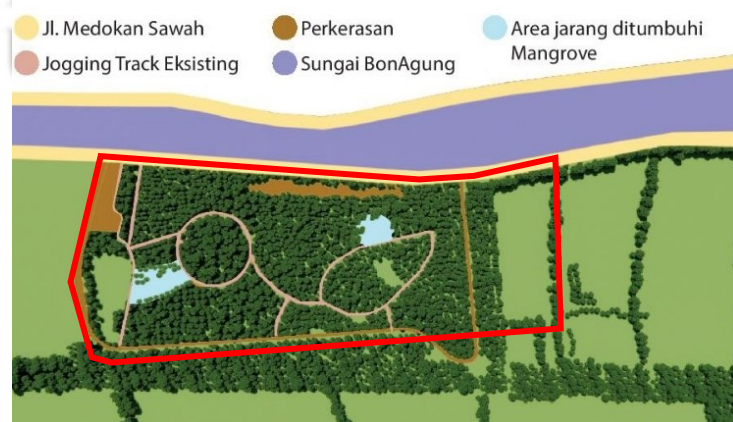 Jl. Medokan Sawah
Perkerasan
Area jarang ditumbuhi
Mangrove
Jogging Track Eksisting
Sungai BonAgung